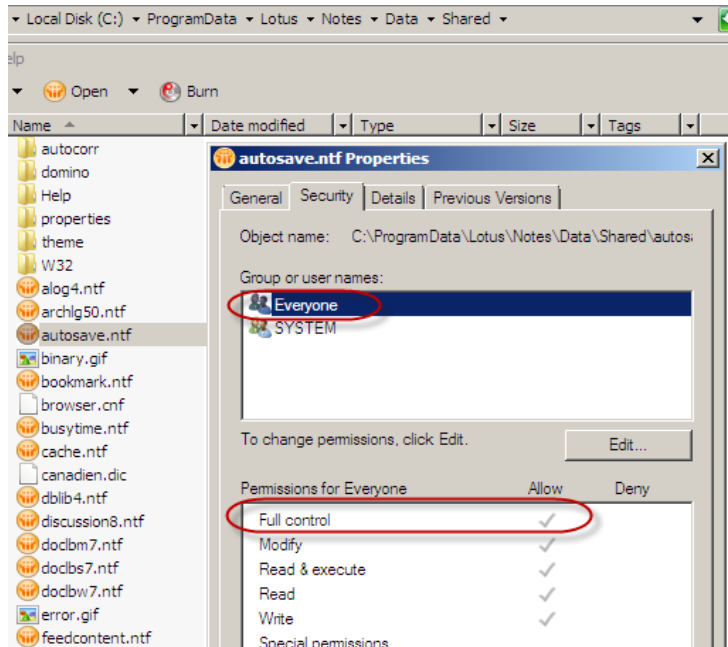 Local Disk (C:) ProgramData Lotus Notes Data Shared
elp
Open Burn
Name Date modified Type Size Tags
autocorr
domino
Help
properties
theme
W32
alog4.ntf
archlg50.ntf
autosave.ntf
binary.gif
bookmark.ntf
browser.cnf
busytime.ntf
cache.ntf
canadien.dic
dblib4.ntf
discussion8.ntf
doclbm7.ntf
doclbs7.ntf
doclbw7.ntf
error.gif
feedcontent.ntf
autosave.ntf Properties
General Security Details Previous Versions
Object name: C:\ProgramData\Lotus\Notes\Data\Shared\autosa
Group or user names:
Everyone
SYSTEM
To change permissions, click Edit.
Edit...
Permissions for Everyone Allow Deny
Full control
Modify
Read & execute
Read
Write
Special permissions